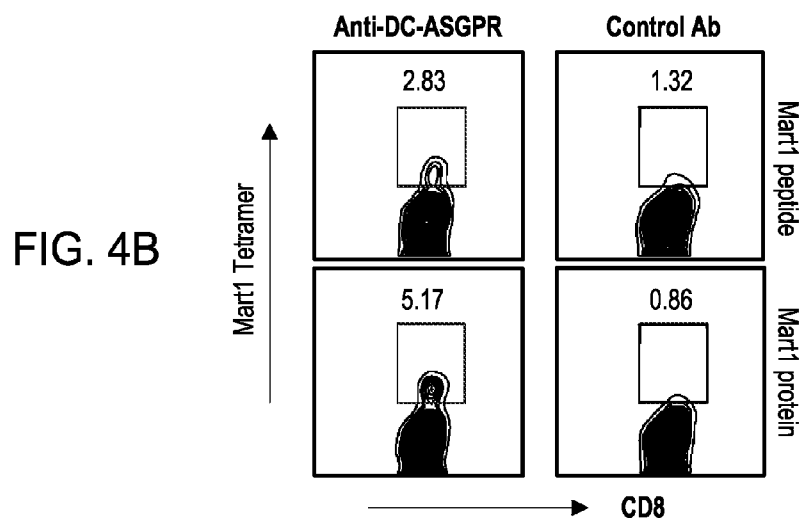 Anti-DC-ASGPR
Control Ab
2.83
1.32
Mart1 peptide
FIG. 4B
Mart1 Tetramer
5.17
0.86
Mart1 protein
CD8